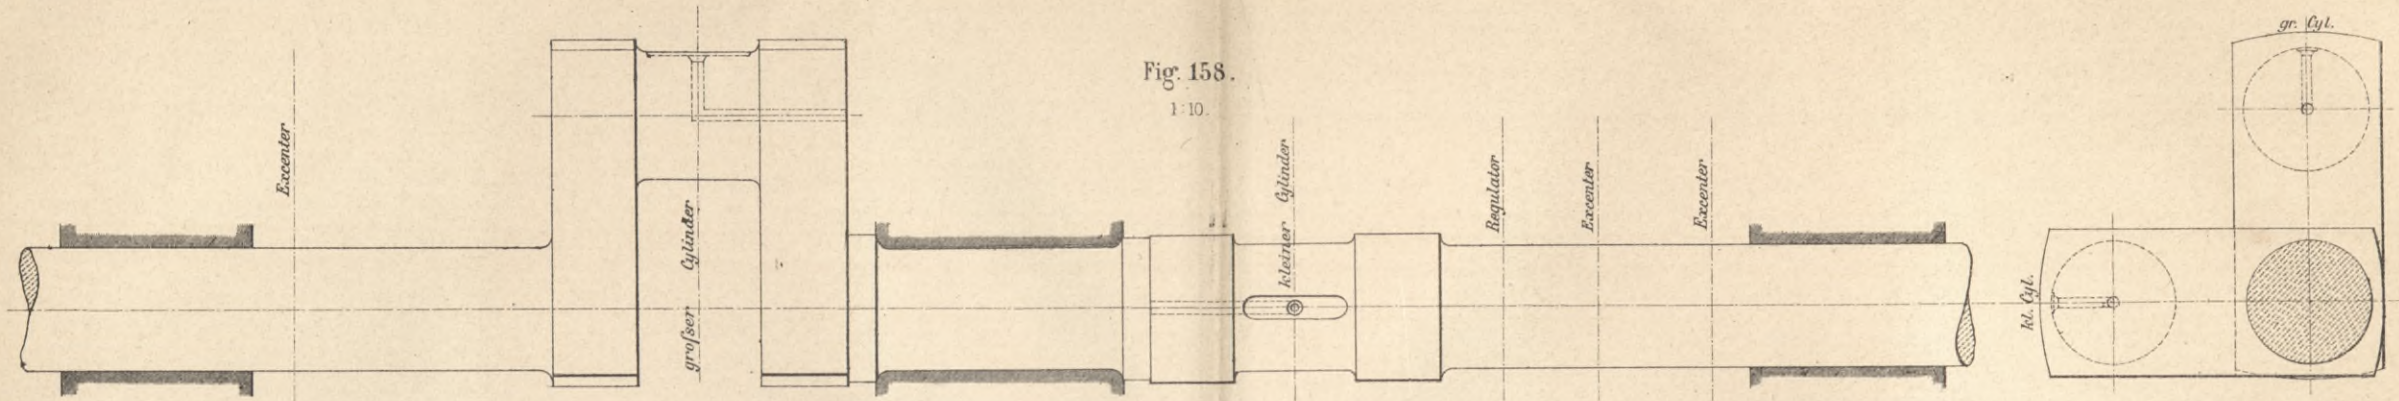 Fig. 158.
1:10.
Excenter
großer Cylinder
kleiner Cylinder
Regulator
Excenter
Excenter
gr. Cyl.
kl. Cyl.